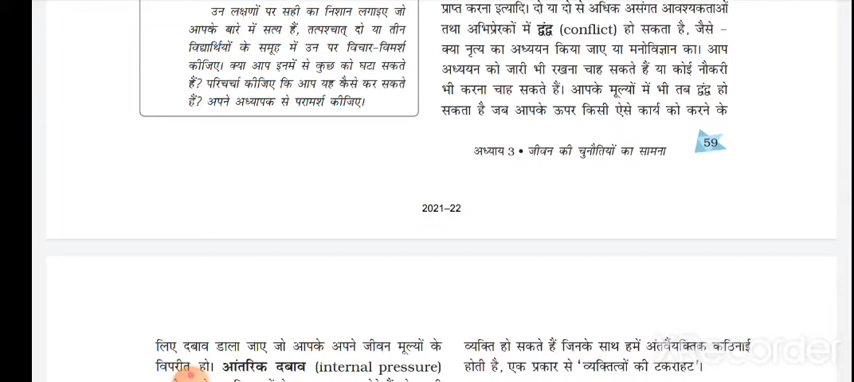 उन लक्षणों पर सही का निशान लगाइए जो
आपके बारे में सत्य हैं, तत्पश्चात् दो या तीन
विद्यार्थियों के समूह में उन पर विचार-विमर्श
कीजिए। क्या आप इनमें से कुछ को घटा सकते
हैं? परिचर्चा कीजिए कि आप यह कैसे कर सकते
हैं? अपने अध्यापक से परामर्श कीजिए।
प्राप्त करना इत्यादि। दो या दो से अधिक असंगत आवश्यकताओं
तथा अभिप्रेरकों में द्वंद्व (conflict) हो सकता है, जैसे –
क्या नृत्य का अध्ययन किया जाए या मनोविज्ञान का। आप
अध्ययन को जारी भी रखना चाह सकते हैं या कोई नौकरी
भी करना चाह सकते हैं। आपके मूल्यों में भी तब द्वंद्व हो
सकता है जब आपके ऊपर किसी ऐसे कार्य को करने के
अध्याय 3 • जीवन की चुनौतियों का सामना
59
2021–22
लिए दबाव डाला जाए जो आपके अपने जीवन मूल्यों के
विपरीत हो। आंतरिक दबाव (internal pressure)
व्यक्ति हो सकते हैं जिनके साथ हमें अंतर्वैयक्तिक कठिनाई
होती है, एक प्रकार से 'व्यक्तित्वों की टकराहट'।
XRecorder